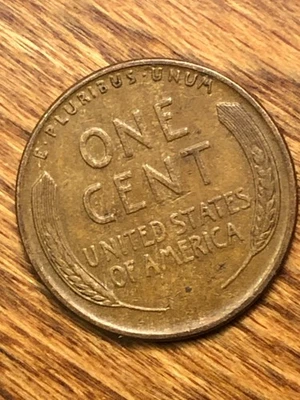 E·PLURIBUS·UNUM
ONE
CENT
UNITED STATES
OF AMERICA